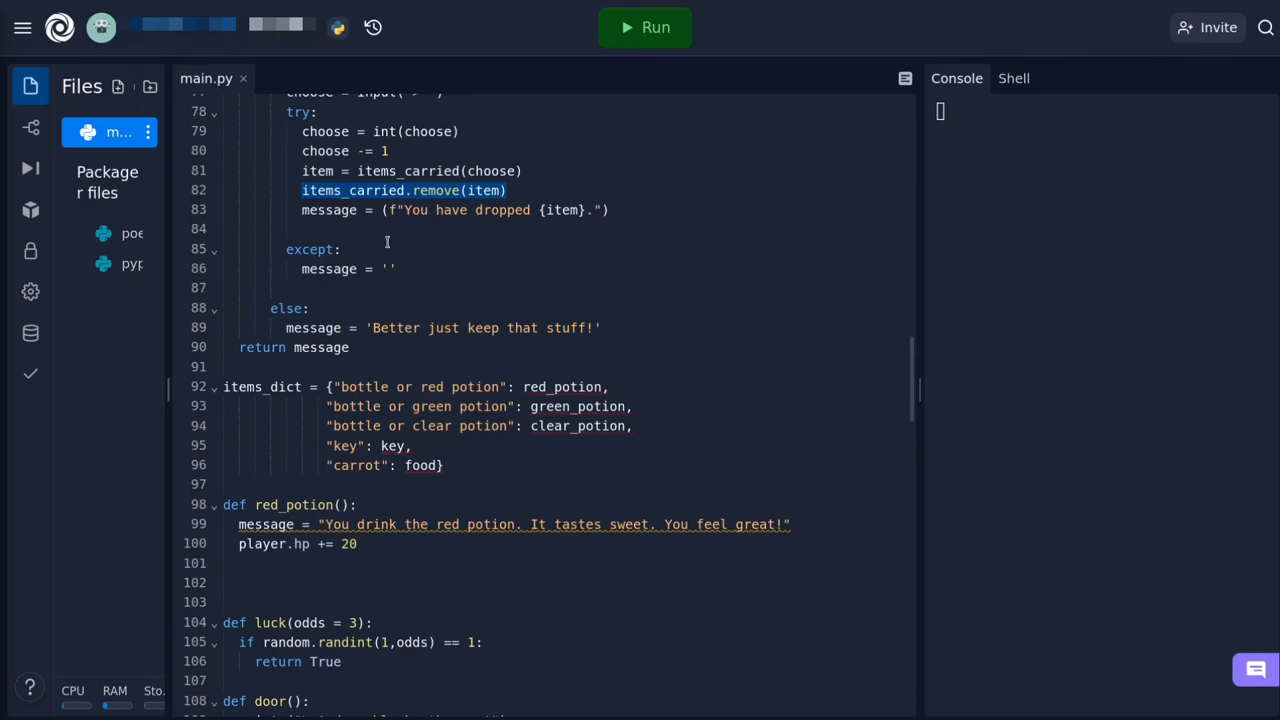 Run
Invite
Files
main.py
Console
Shell
m...
Package
r files
poe
pyp
78 try:
79 choose = int(choose)
80 choose -= 1
81 item = items_carried(choose)
82 items_carried.remove(item)
83 message = (f"You have dropped {item}.")
84
85 except:
86 message = ''
87
88 else:
89 message = 'Better just keep that stuff!'
90 return message
91
92 items_dict = {"bottle or red potion": red_potion,
93 "bottle or green potion": green_potion,
94 "bottle or clear potion": clear_potion,
95 "key": key,
96 "carrot": food}
97
98 def red_potion():
99 message = "You drink the red potion. It tastes sweet. You feel great!"
100 player.hp += 20
101
102
103
104 def luck(odds = 3):
105 if random.randint(1,odds) == 1:
106 return True
107
108 def door():
CPU RAM Sto.